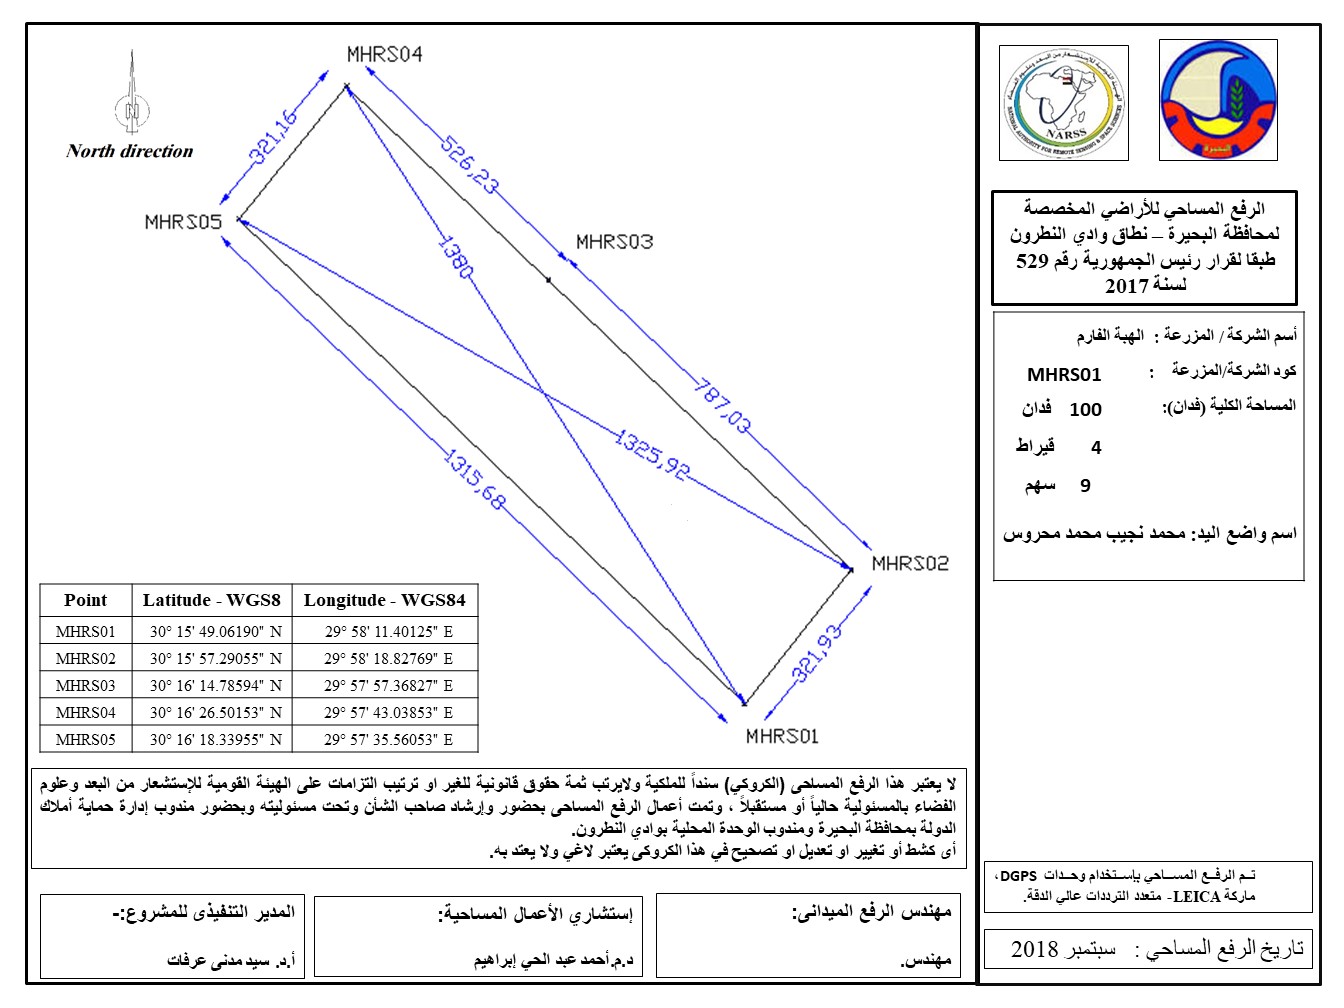 MHRS04
321,16
526,23
North direction
MHRS05
MHRS03
1380
787,03
1325,92
1315,68
MHRS02
321,93
MHRS01
Point Latitude - WGS8 Longitude - WGS84
MHRS01 30° 15' 49.06190" N 29° 58' 11.40125" E
MHRS02 30° 15' 57.29055" N 29° 58' 18.82769" E
MHRS03 30° 16' 14.78594" N 29° 57' 57.36827" E
MHRS04 30° 16' 26.50153" N 29° 57' 43.03853" E
MHRS05 30° 16' 18.33955" N 29° 57' 35.56053" E
NARSS
NATIONAL AUTHORITY FOR REMOTE SENSING & SPACE SCIENCES
البحيرة
الرفع المساحي للأراضي المخصصة
لمحافظة البحيرة – نطاق وادي النطرون
طبقا لقرار رئيس الجمهورية رقم 529
لسنة 2017
أسم الشركة / المزرعة : الهبة الفارم
كود الشركة/المزرعة : MHRS01
المساحة الكلية (فدان): 100 فدان
4 قيراط
9 سهم
اسم واضع اليد: محمد نجيب محمد محروس
لا يعتبر هذا الرفع المساحى (الكروكي) سنداً للملكية ولايرتب ثمة حقوق قانونية للغير او ترتيب التزامات على الهيئة القومية للإستشعار من البعد وعلوم
الفضاء بالمسئولية حالياً أو مستقبلاً ، وتمت أعمال الرفع المساحى بحضور وإرشاد صاحب الشأن وتحت مسئوليته وبحضور مندوب إدارة حماية أملاك
الدولة بمحافظة البحيرة ومندوب الوحدة المحلية بوادي النطرون.
أى كشط أو تغيير او تعديل او تصحيح في هذا الكروكى يعتبر لاغي ولا يعتد به.
تم الرفع المساحي بإستخدام وحدات DGPS،
ماركة LEICA- متعدد الترددات عالي الدقة.
تاريخ الرفع المساحي : سبتمبر 2018
مهندس الرفع الميدانى:
مهندس.
إستشاري الأعمال المساحية:
د.م.أحمد عبد الحي إبراهيم
المدير التنفيذى للمشروع:-
أ.د. سيد مدنى عرفات